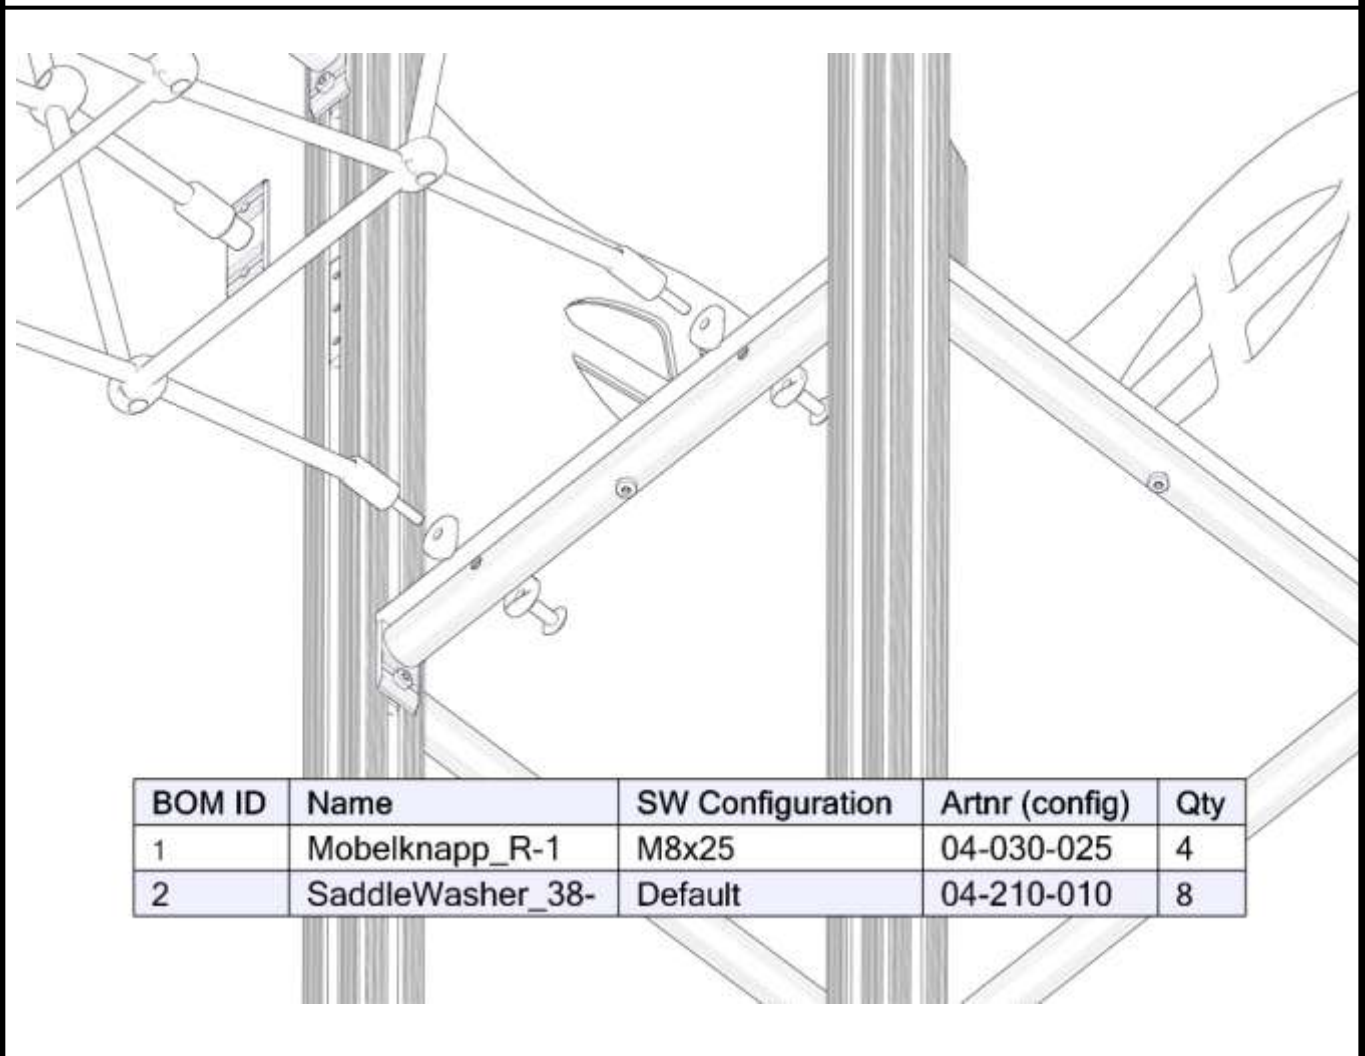 BOM ID Name SW Configuration Artnr (config) Qty
1 Mobelknapp_R-1 M8x25 04-030-025 4
2 SaddleWasher_38- Default 04-210-010 8